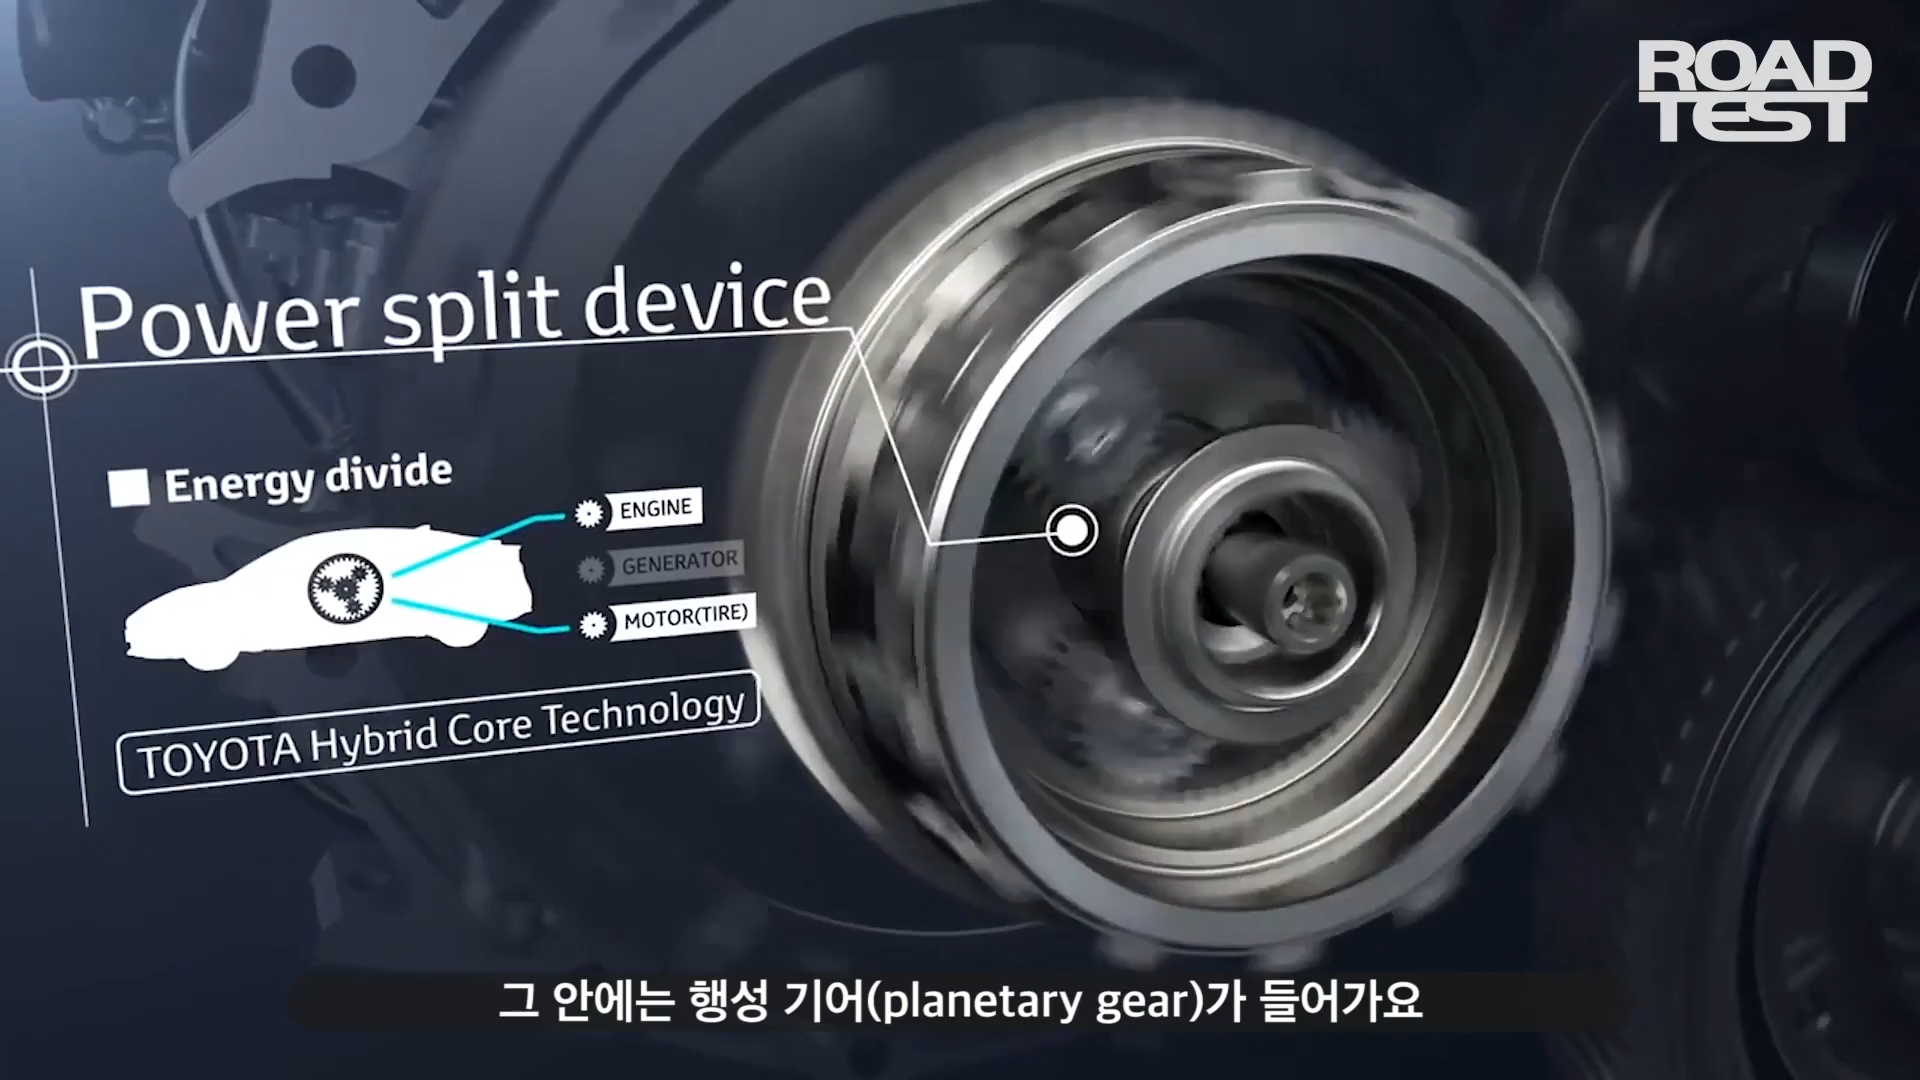 ROAD
TEST
Power split device
Energy divide
ENGINE
GENERATOR
MOTOR(TIRE)
TOYOTA Hybrid Core Technology
그 안에는 행성 기어(planetary gear)가 들어가요